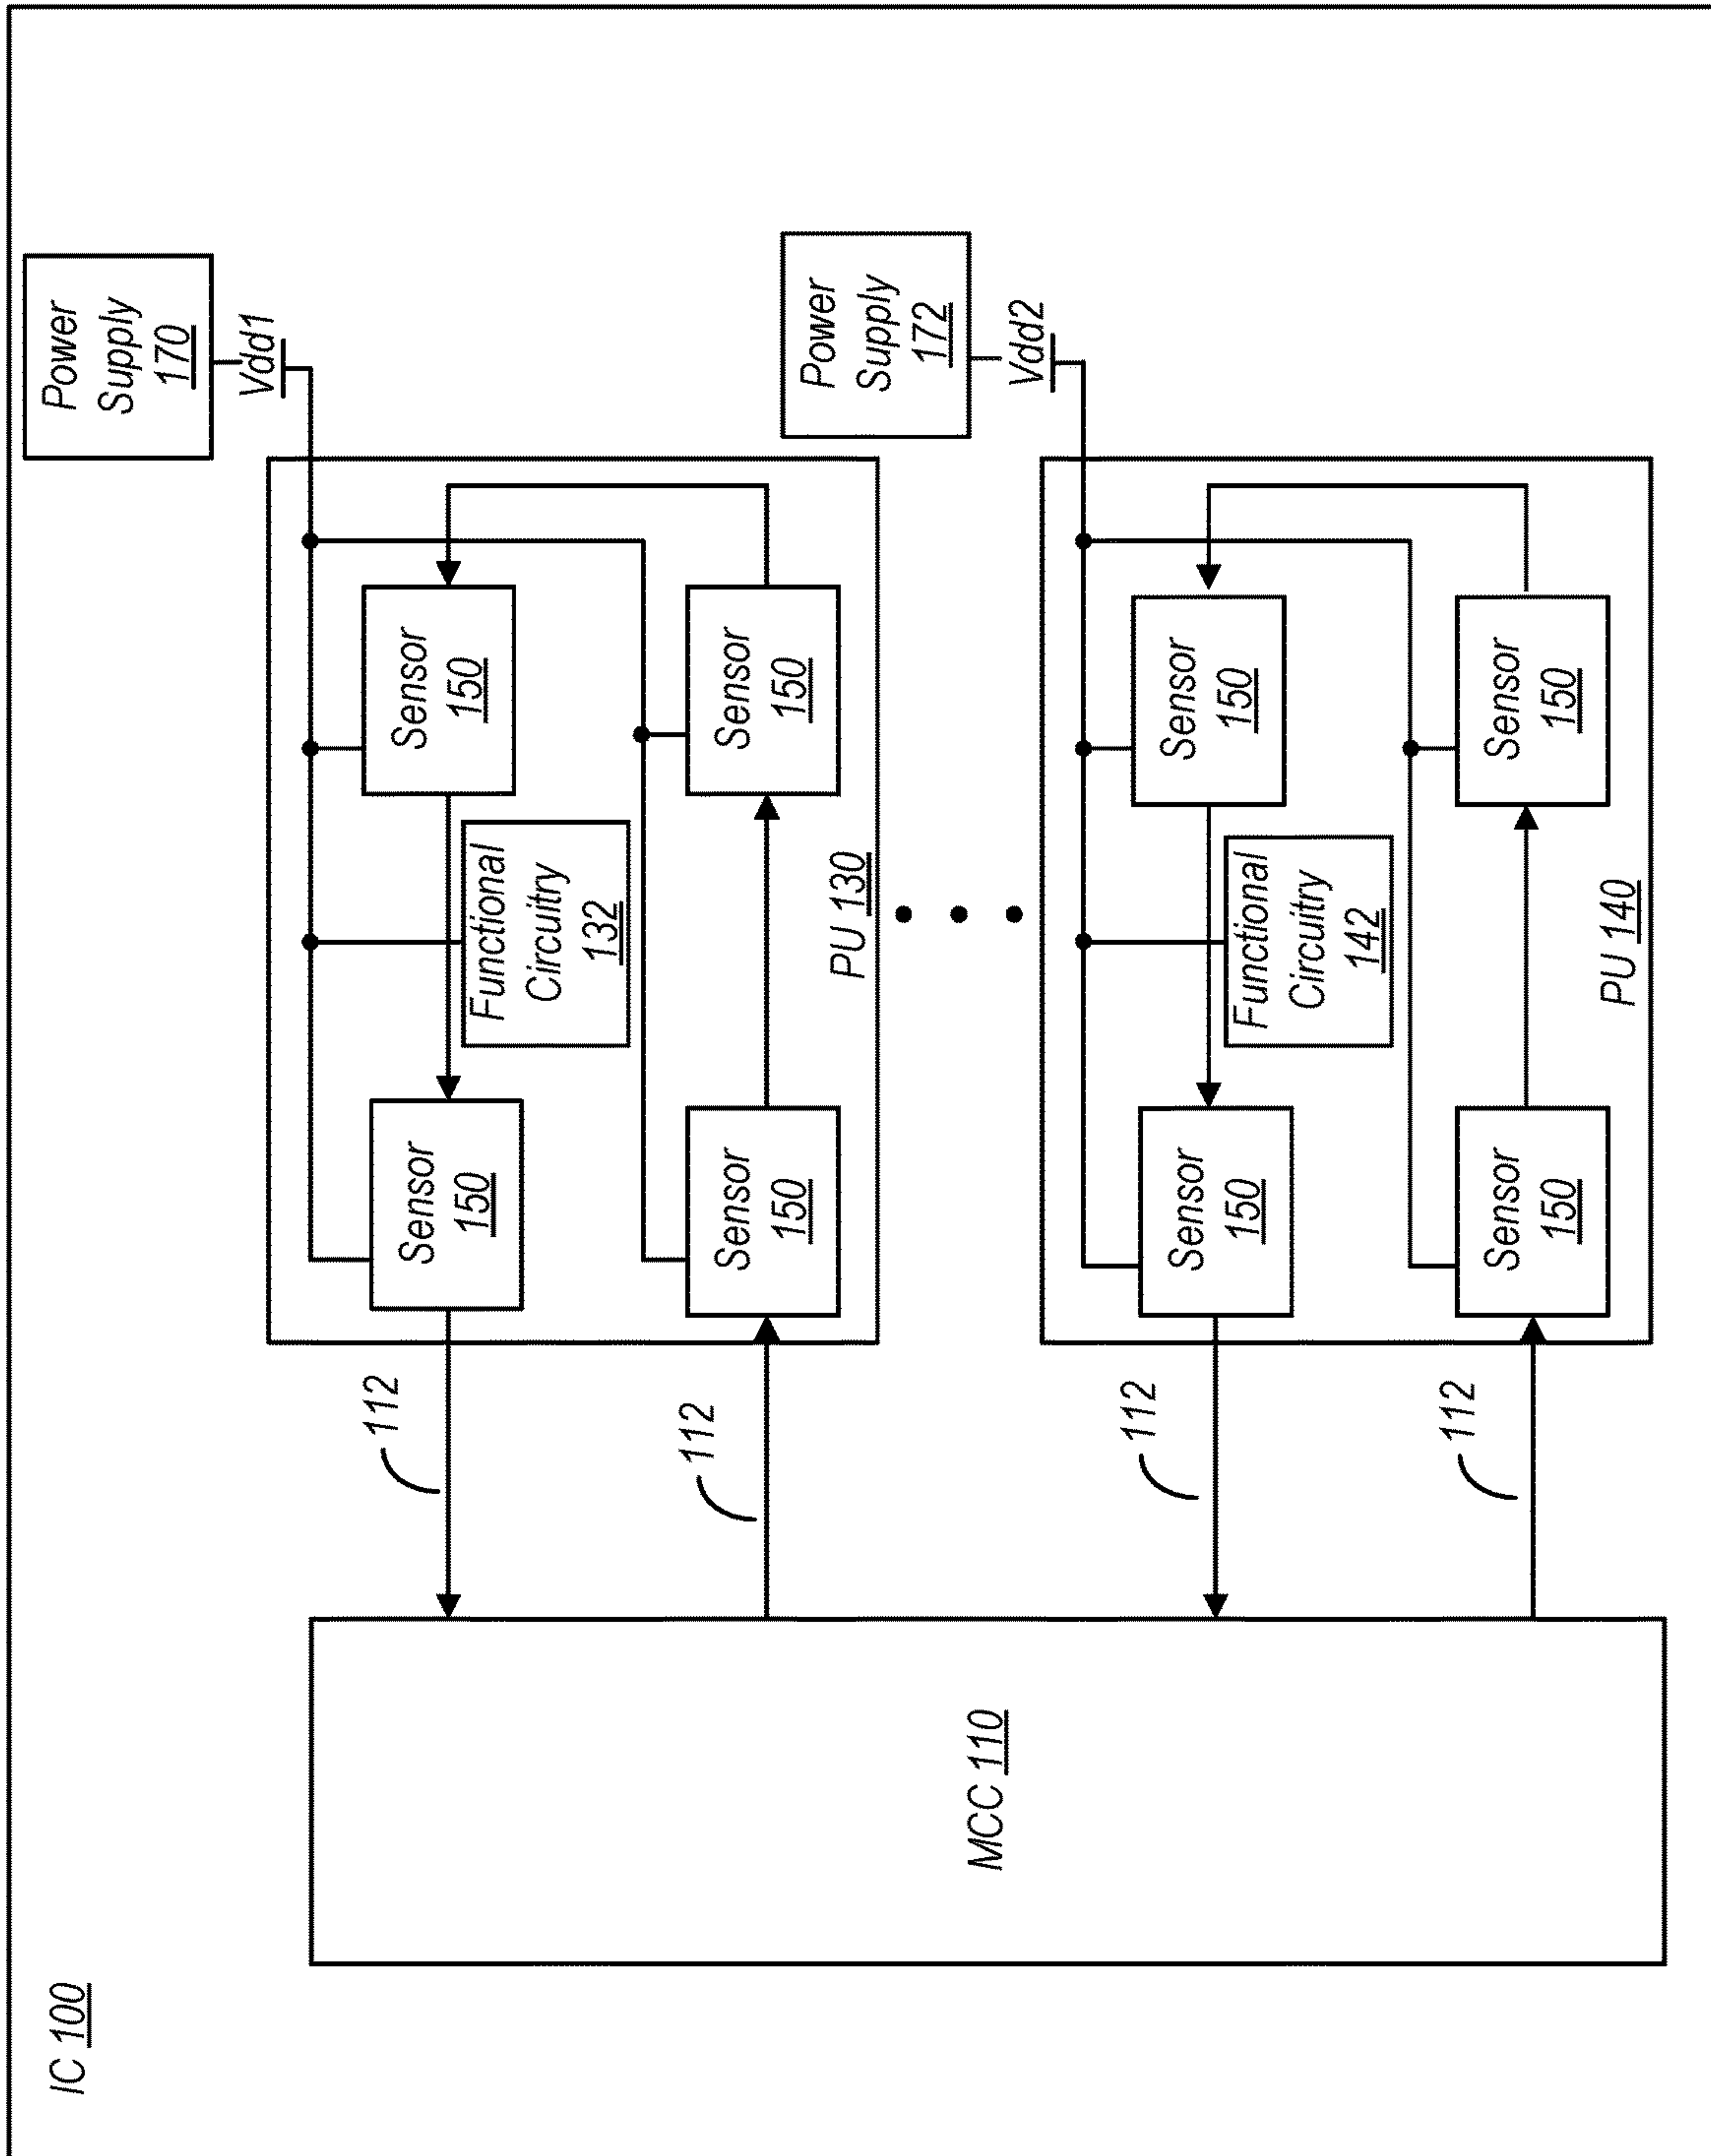 IC 100
Power
Supply
170
Vdd1
Sensor
150
Sensor
150
Functional
Circuitry
132
112
Sensor
150
Sensor
150
112
PU 130
MCC 110
Power
Supply
172
Vdd2
Sensor
150
Sensor
150
Functional
Circuitry
142
112
Sensor
150
Sensor
150
112
PU 140